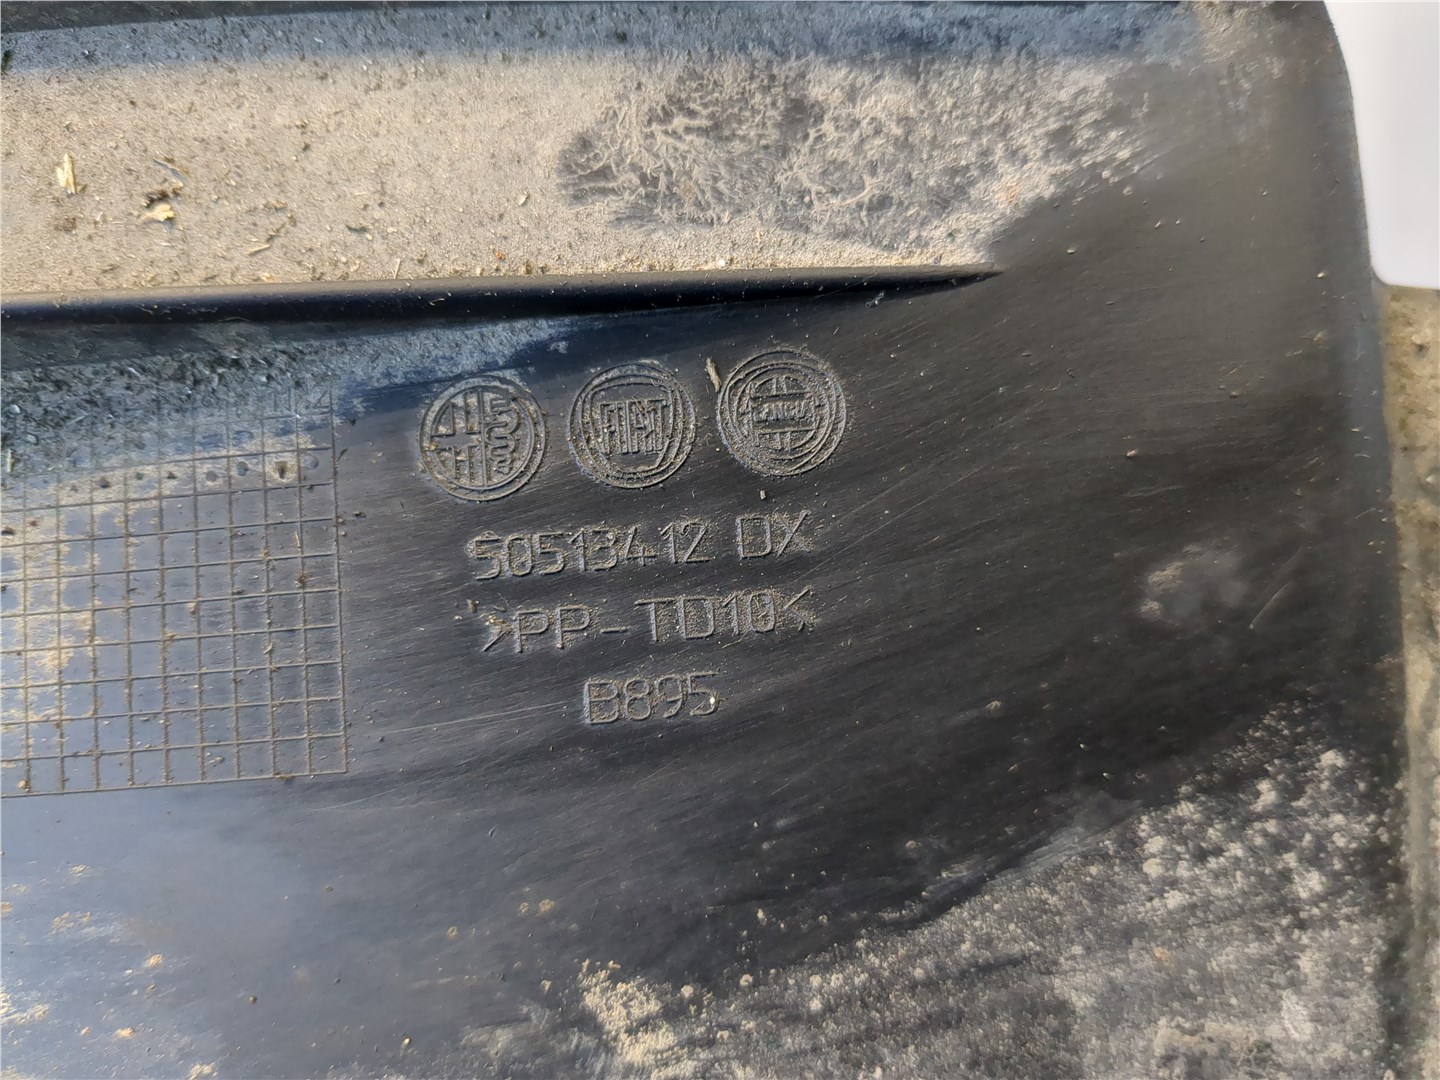 FIAT
LANCIA
50513412 DX
>PP-TD10<
B895